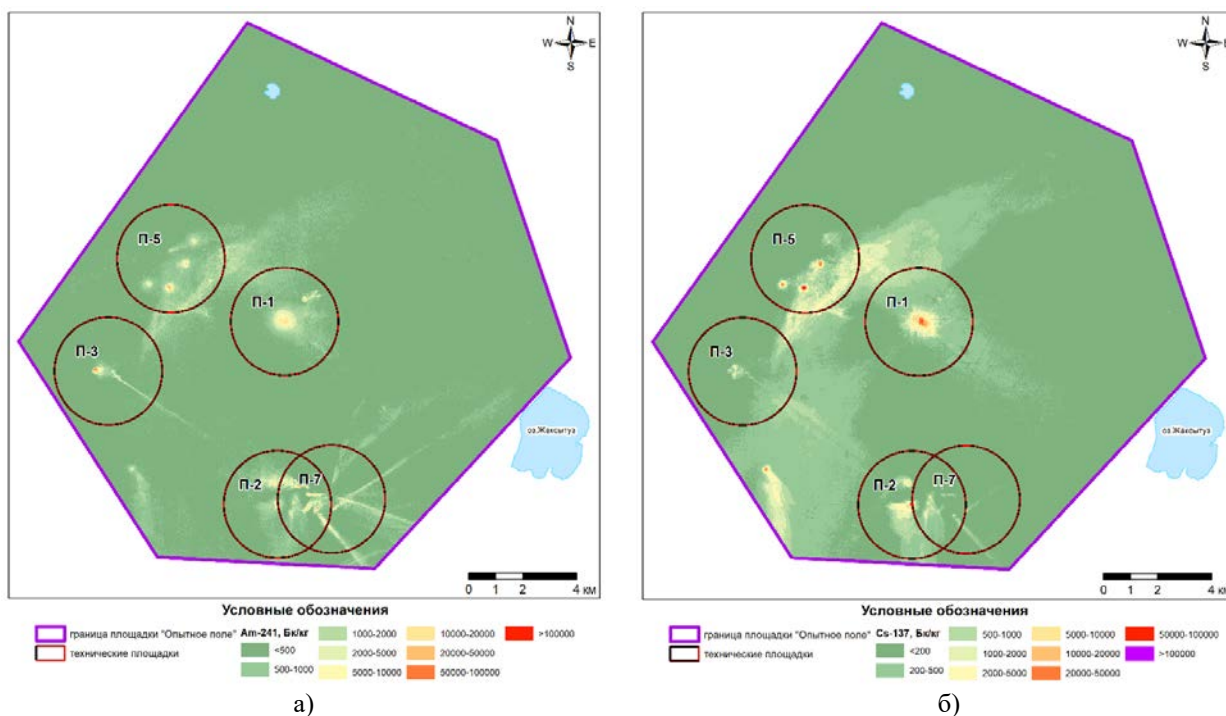 N
W E
S
П-5
П-1
П-3
П-2
П-7
оз.Жаксытуз
0 1 2 4 км
Условные обозначения
граница площадки "Опытное поле"
технические площадки
Am-241, Бк/кг
<500
500-1000
1000-2000
2000-5000
5000-10000
10000-20000
20000-50000
50000-100000
>100000
а)
N
W E
S
П-5
П-1
П-3
П-2
П-7
оз.Жаксытуз
0 1 2 4 км
Условные обозначения
граница площадки "Опытное поле"
технические площадки
Cs-137, Бк/кг
<200
200-500
500-1000
1000-2000
2000-5000
5000-10000
10000-20000
20000-50000
50000-100000
>100000
б)